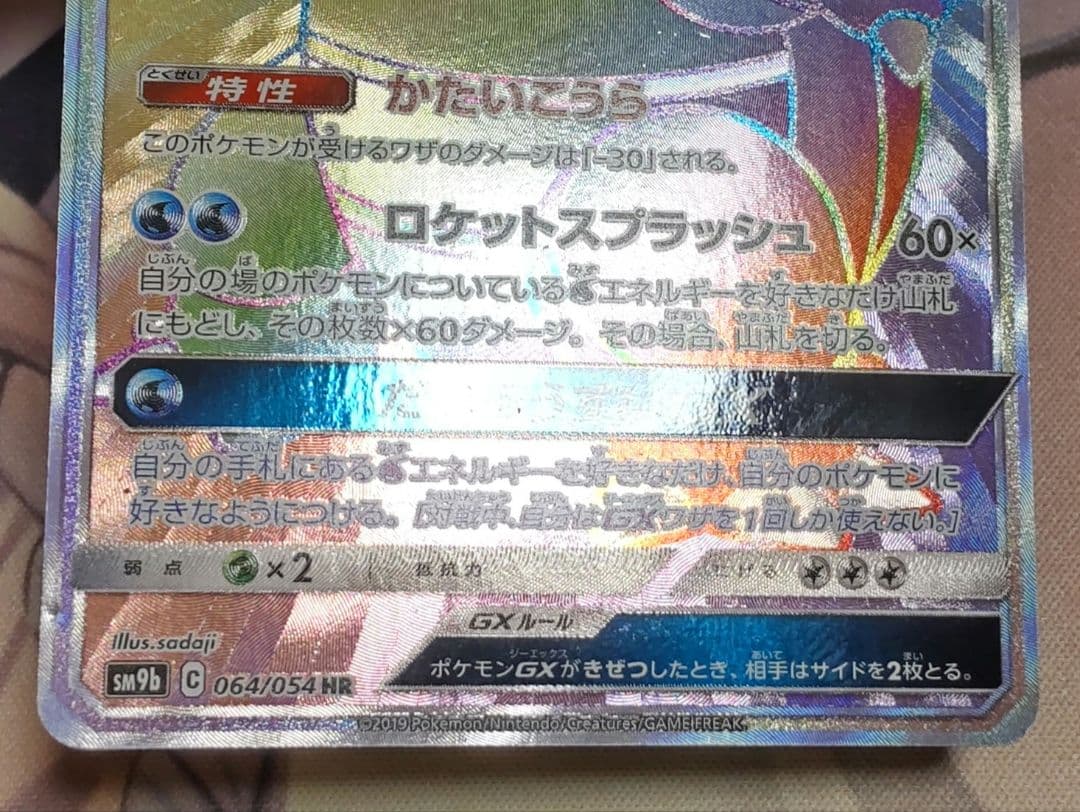 とくせい
特性 かたいこうら
このポケモンが受けるワザのダメージは「-30」される。
ロケットスプラッシュ 60×
自分の場のポケモンについているエネルギーを好きなだけ山札
にもどし、その枚数×60ダメージ。その場合、山札を切る。
自分の手札にあるエネルギーを好きなだけ、自分のポケモンに
好きなようにつける。[対戦中、自分はGXワザを1回しか使えない。]
弱点 ×2 抵抗力 にげる
GXルール
ポケモンGXがきぜつしたとき、相手はサイドを2枚とる。
Illus.sadaji
SM9b C 064/054 HR
©2019 Pokémon/Nintendo/Creatures/GAME FREAK